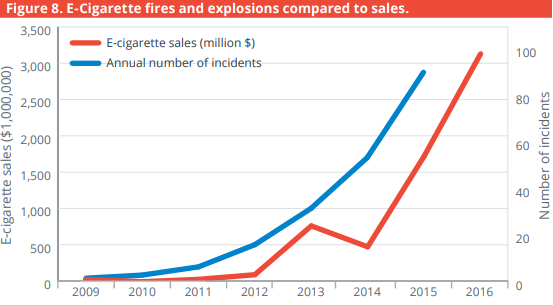 Figure 8. E-Cigarette fires and explosions compared to sales.
E-cigarette sales (million $)
Annual number of incidents
E-cigarette sales ($1,000,000)
3,500
3,000
2,500
2,000
1,500
1,000
500
0
100
80
60
40
20
0
Number of incidents
2009 2010 2011 2012 2013 2014 2015 2016